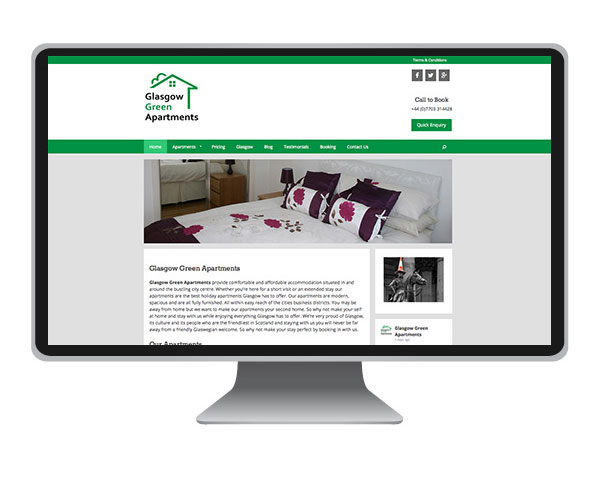 Terms & Conditions
Glasgow
Green
Apartments
Call to Book
+44 (0)7703 314428
Quick Enquiry
Home Apartments Pricing Glasgow Blog Testimonials Booking Contact Us
Glasgow Green Apartments
Glasgow Green Apartments provide comfortable and affordable accommodation situated in and
around the bustling city centre. Whether you're here for a short visit or an extended stay our
apartments are the best holiday apartments Glasgow has to offer. Our apartments are modern,
spacious and are all fully furnished. All within easy reach of the cities business districts. You may be
away from home but we want to make our apartments your second home. So why not make your self
at home and stay with us while enjoying everything Glasgow has to offer. We're very proud of Glasgow,
its culture and its people who are the friendliest in Scotland and staying with us you will never be far
away from a friendly Glaswegian welcome. So why not make your stay perfect by booking in with us.
Our Apartments
Glasgow Green
Apartments